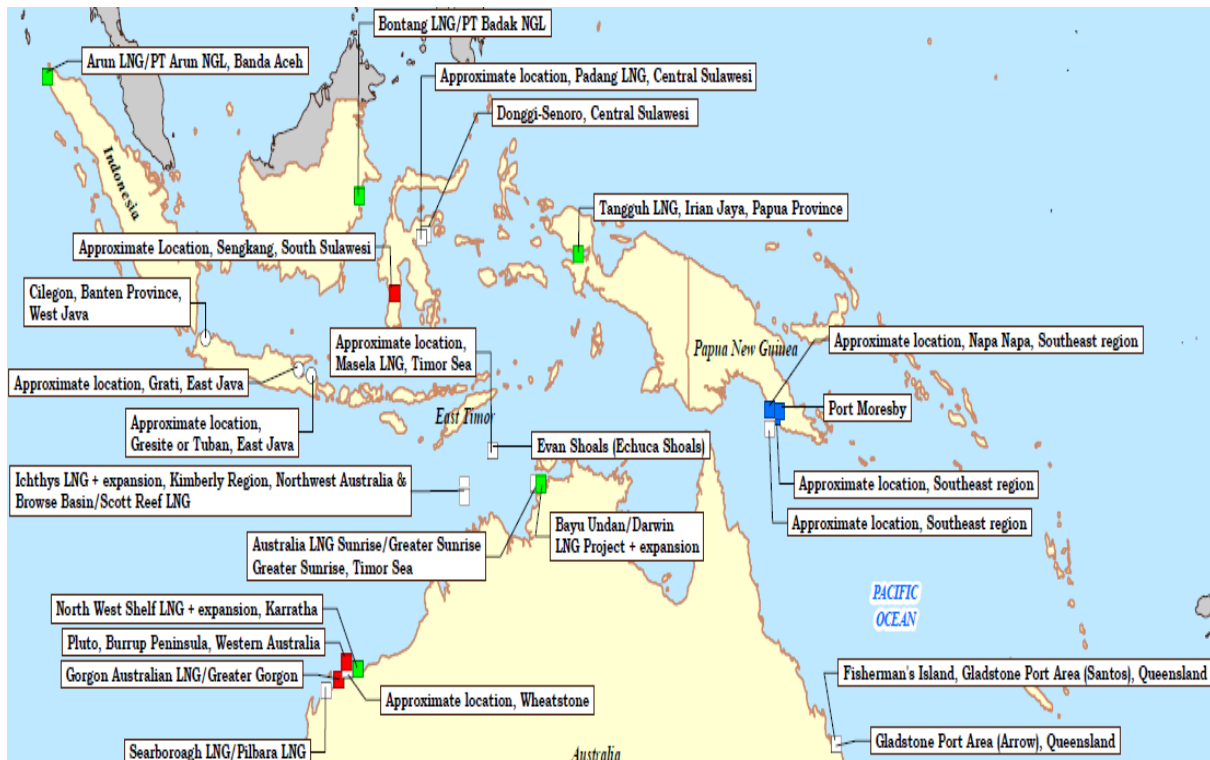 Bontang LNG/PT Badak NGL
Arun LNG/PT Arun NGL, Banda Aceh
Approximate location, Padang LNG, Central Sulawesi
Donggi-Senoro, Central Sulawesi
Indonesia
Tangguh LNG, Irian Jaya, Papua Province
Approximate Location, Sengkang, South Sulawesi
Cilegon, Banten Province,
West Java
Approximate location,
Masela LNG, Timor Sea
Papua New Guinea
Approximate location, Napa Napa, Southeast region
Approximate location, Grati, East Java
Port Moresby
Approximate location,
Gresite or Tuban, East Java
East Timor
Evan Shoals (Echuca Shoals)
Ichthys LNG + expansion, Kimberly Region, Northwest Australia &
Browse Basin/Scott Reef LNG
Approximate location, Southeast region
Approximate location, Southeast region
Bayu Undan/Darwin
LNG Project + expansion
Australia LNG Sunrise/Greater Sunrise
Greater Sunrise, Timor Sea
PACIFIC
OCEAN
North West Shelf LNG + expansion, Karratha
Pluto, Burrup Peninsula, Western Australia
Gorgon Australian LNG/Greater Gorgon
Approximate location, Wheatstone
Fisherman's Island, Gladstone Port Area (Santos), Queensland
Gladstone Port Area (Arrow), Queensland
Searboroagh LNG/Pilbara LNG
Australia